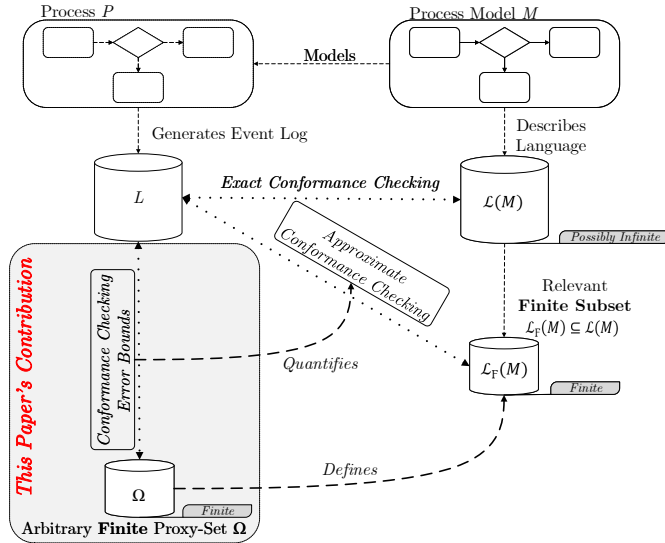 Process P
Process Model M
Models
Generates Event Log
Describes
Language
L
Exact Conformance Checking
ℒ(M)
Possibly Infinite
Approximate
Conformance Checking
This Paper's Contribution
Conformance Checking
Error Bounds
Relevant
Finite Subset
ℒF(M) ⊆ ℒ(M)
Quantifies
ℒF(M)
Finite
Defines
Ω
Finite
Arbitrary Finite Proxy-Set Ω